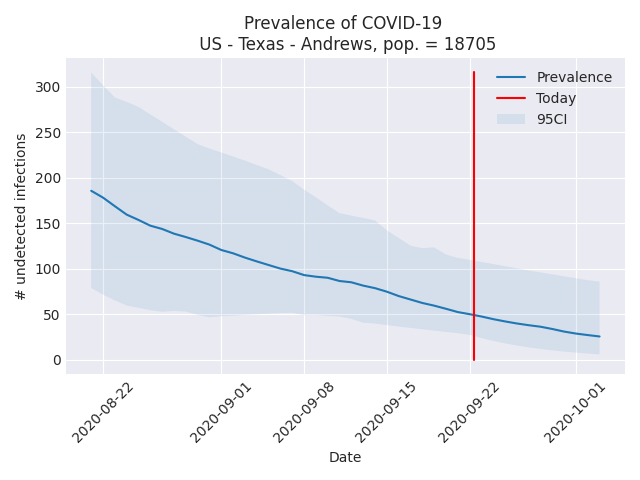 Prevalence of COVID-19
US - Texas - Andrews, pop. = 18705
Prevalence
Today
95CI
# undetected infections
300
250
200
150
100
50
0
2020-08-22
2020-09-01
2020-09-08
2020-09-15
2020-09-22
2020-10-01
Date